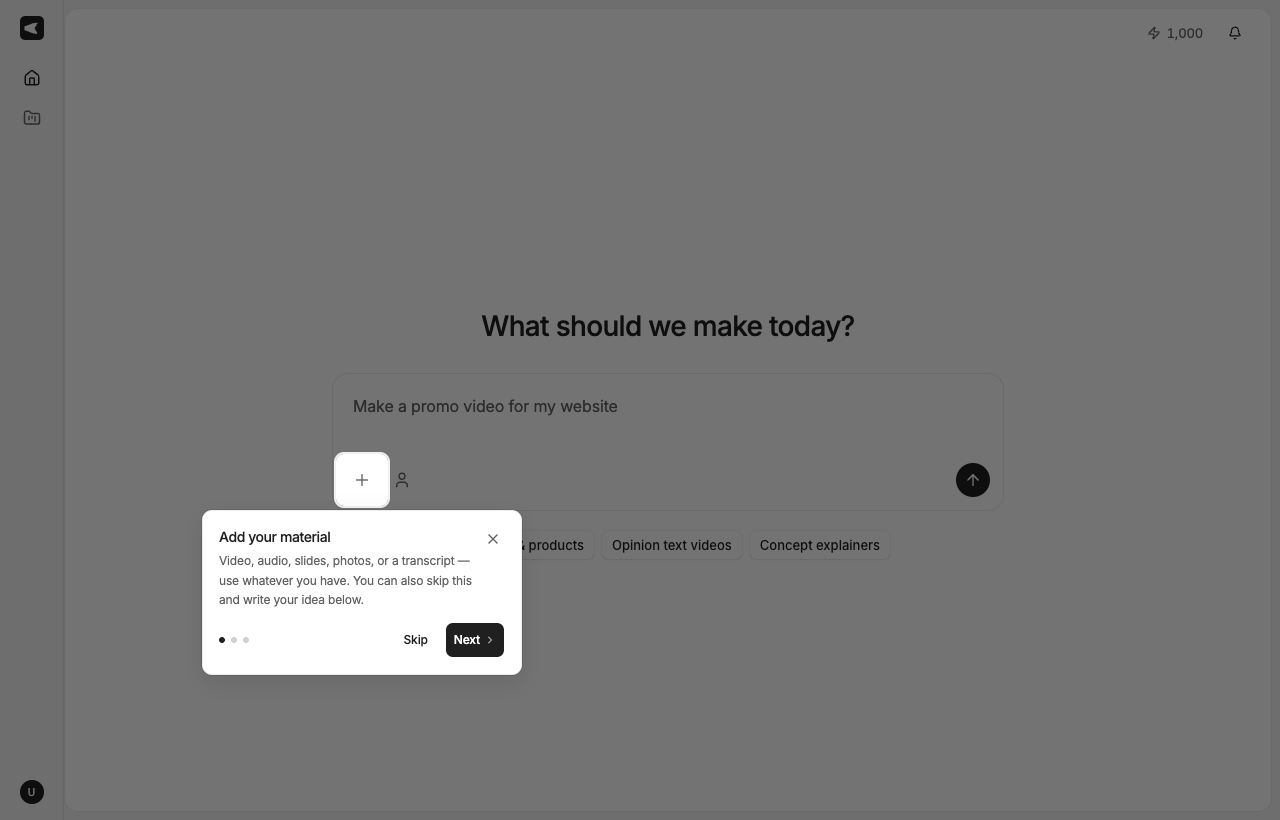 1,000
What should we make today?
Make a promo video for my website
& products
Opinion text videos
Concept explainers
Add your material
Video, audio, slides, photos, or a transcript —
use whatever you have. You can also skip this
and write your idea below.
Skip
Next
U